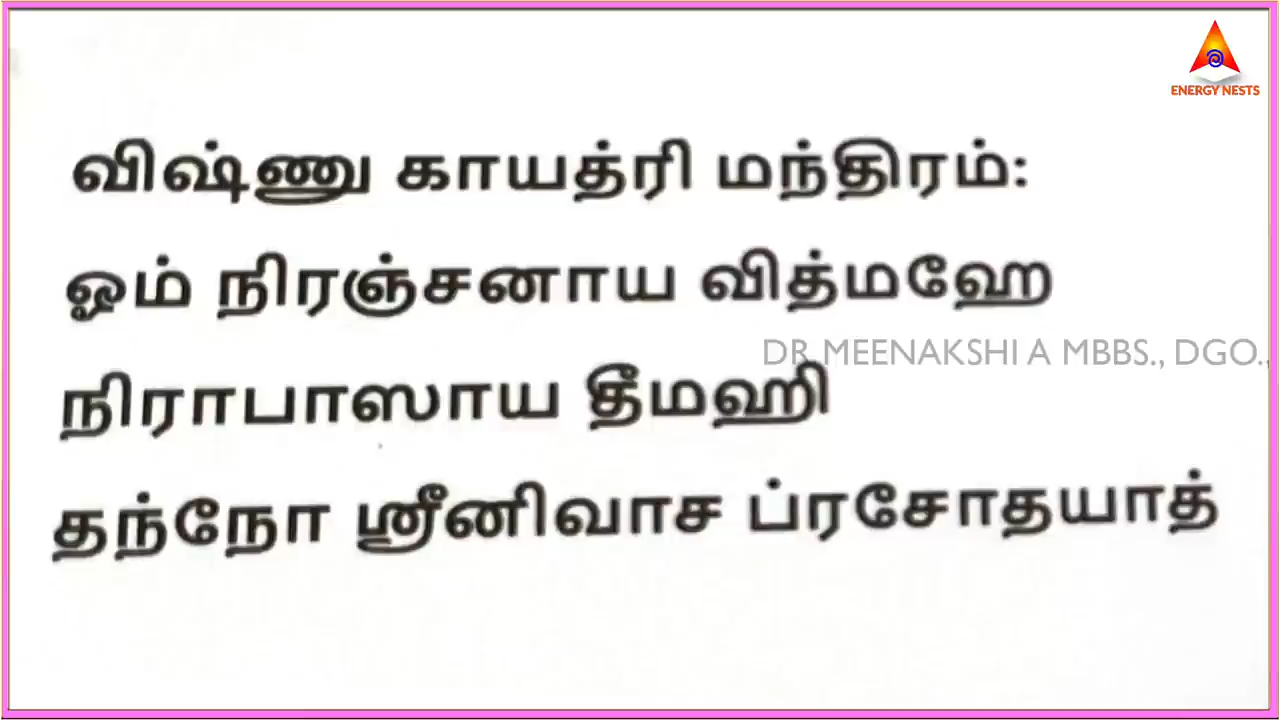 ENERGY NESTS
விஷ்ணு காயத்ரி மந்திரம்:
ஓம் நிரஞ்சனாய வித்மஹே
DR MEENAKSHI A MBBS., DGO.,
நிராபாஸாய தீமஹி
தந்நோ ஸ்ரீனிவாச ப்ரசோதயாத்